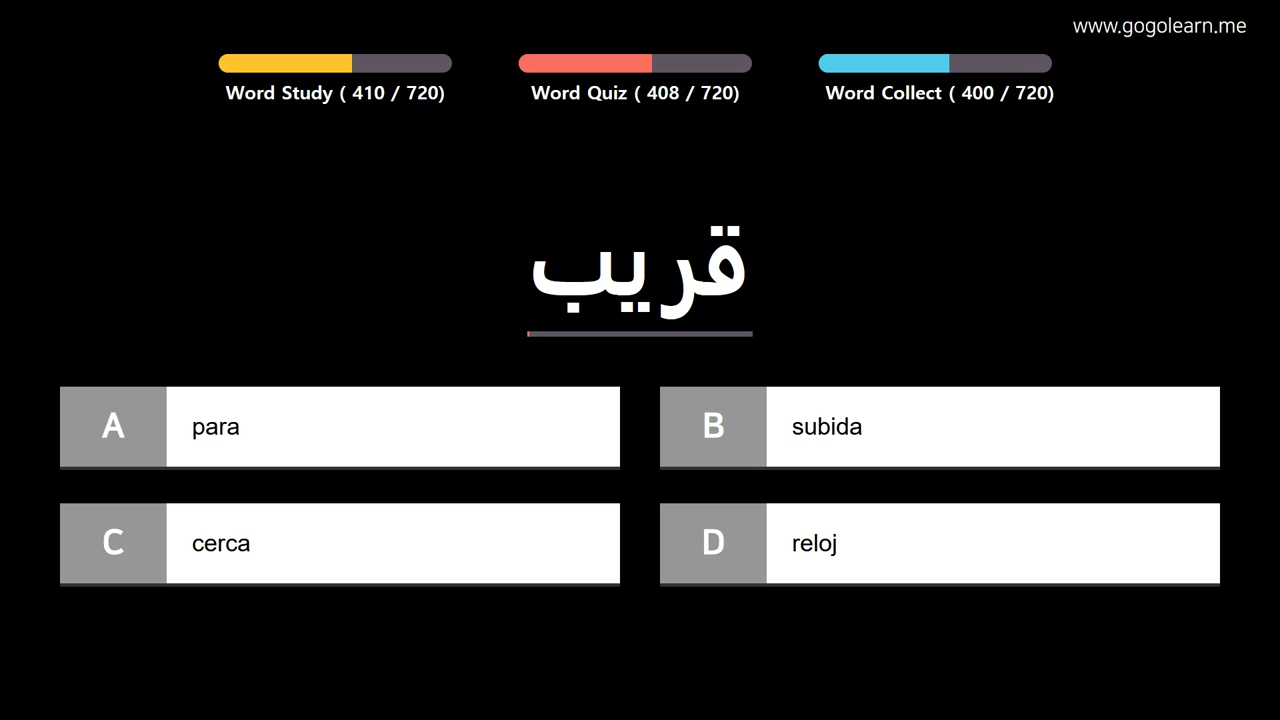 www.gogolearn.me
Word Study ( 410 / 720)
Word Quiz ( 408 / 720)
Word Collect ( 400 / 720)
قريب
A para
B subida
C cerca
D reloj